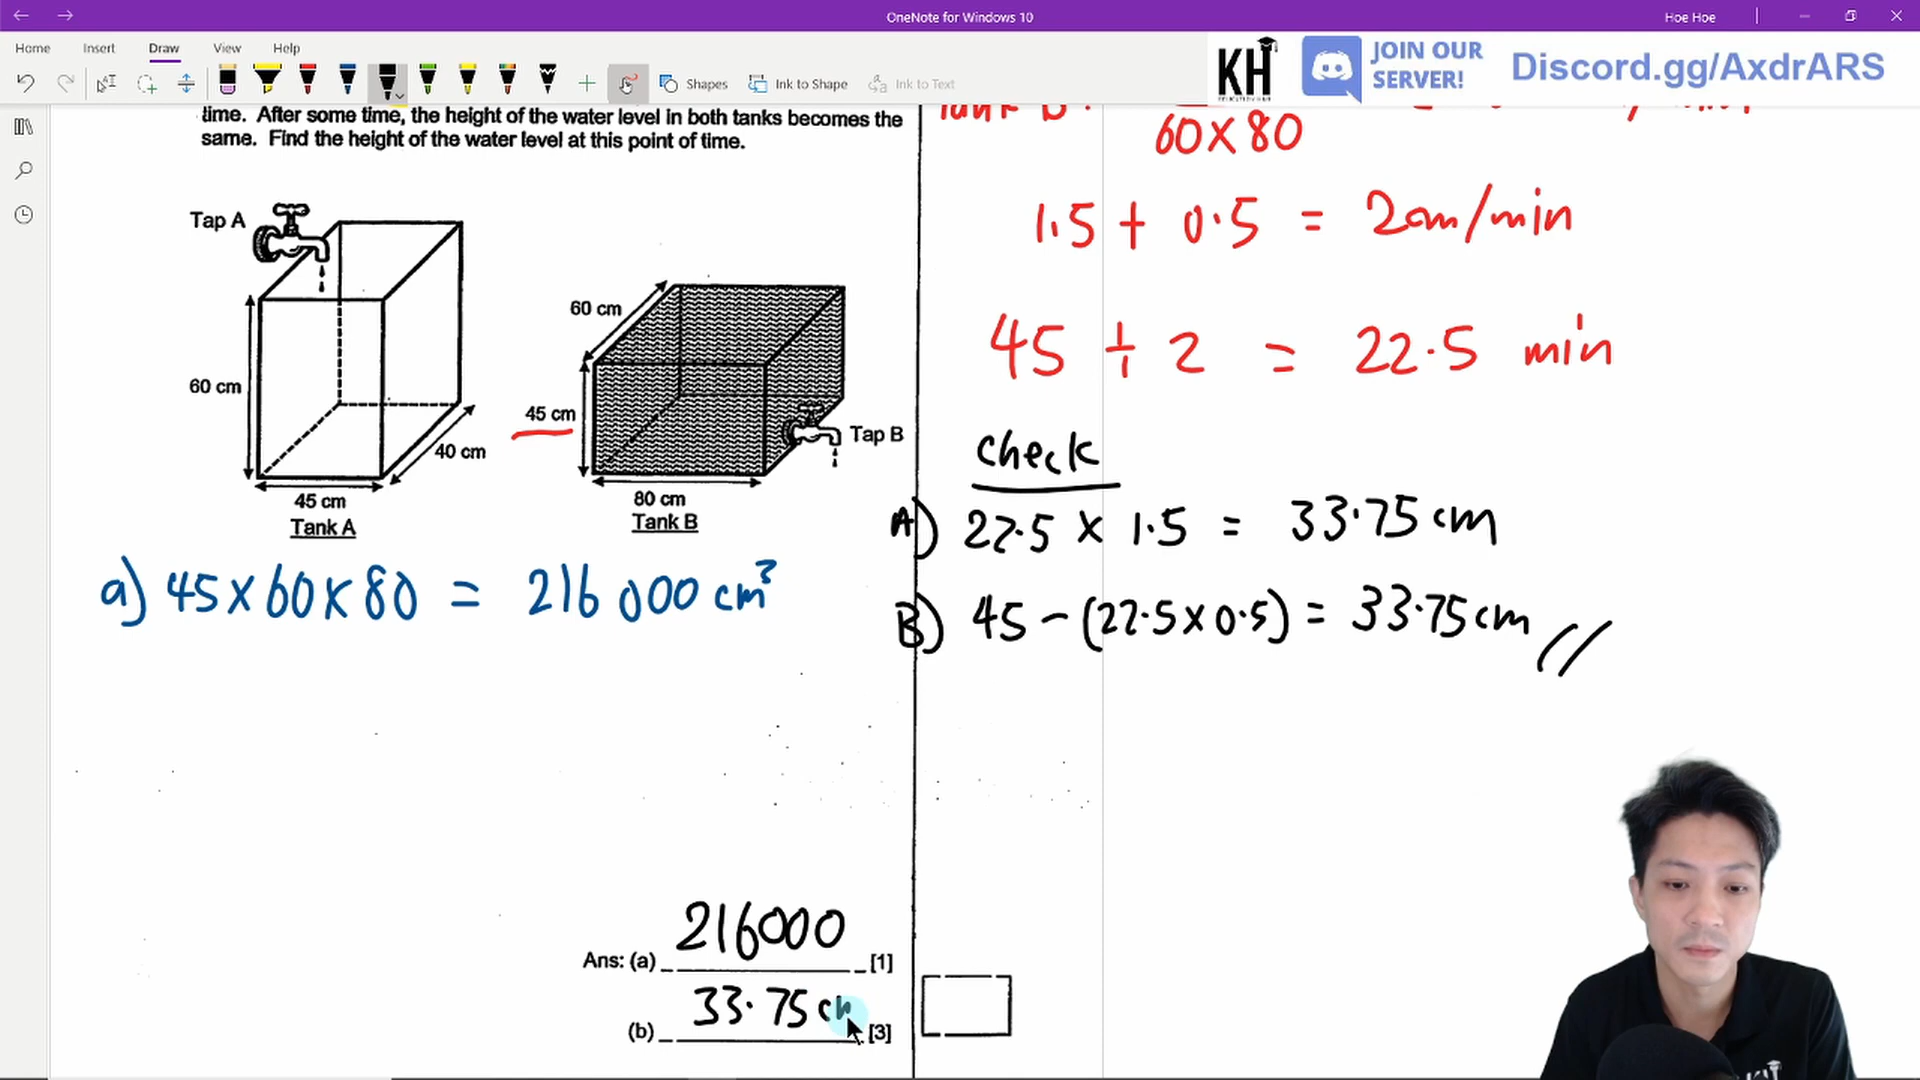 OneNote for Windows 10
Hoe Hoe
Home Insert Draw View Help
Shapes Ink to Shape Ink to Text
KH
JOIN OUR
SERVER!
Discord.gg/AxdrARS
time. After some time, the height of the water level in both tanks becomes the
same. Find the height of the water level at this point of time.
Tap A
60 cm
40 cm
45 cm
Tank A
60 cm
45 cm
Tap B
80 cm
Tank B
a) 45 x 60 x 80 = 216 000 cm³
60 x 80
1.5 + 0.5 = 2cm/min
45 ÷ 2 = 22.5 min
check
A) 22.5 x 1.5 = 33.75 cm
B) 45 - (22.5 x 0.5) = 33.75 cm
216000
Ans: (a) [1]
33.75 cm
(b) [3]